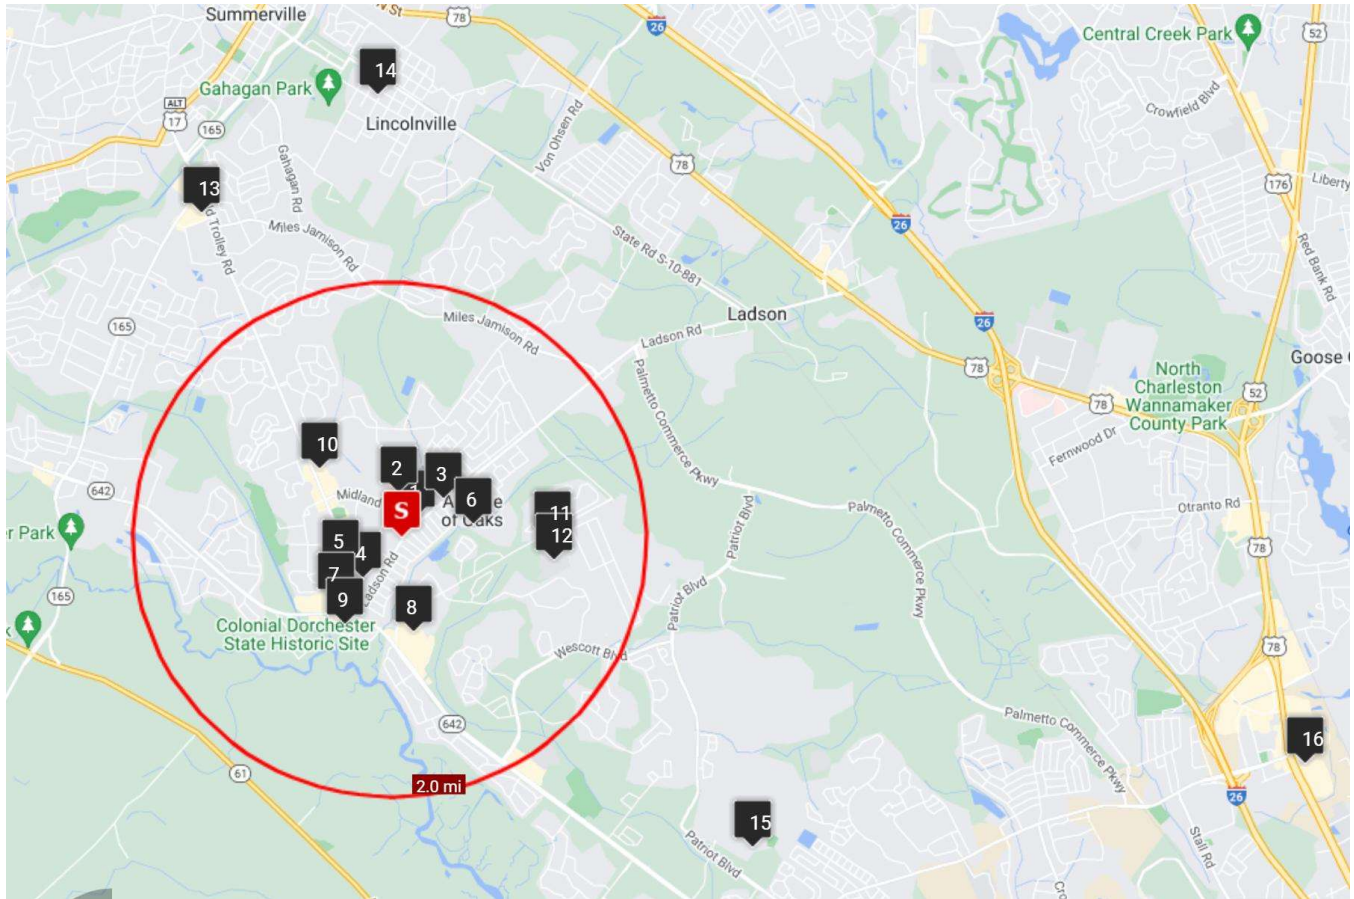 Summerville
W St
78
26
Central Creek Park
52
14
Gahagan Park
ALT
17
165
Lincolnville
Crowfield Blvd
Von Ohsen Rd
78
Gahagan Rd
176
Liberty
13
d Trolley Rd
Miles Jamison Rd
26
State Rd S-10-881
Red Bank Rd
165
Miles Jamison Rd
Ladson
Ladson Rd
26
Goose C
78
North
Charleston
Wannamaker
County Park
52
Palmetto Commerce Pkwy
78
10
2
3
Fernwood Dr
642
Midland
1
6
A e
of Oaks
S
11
12
Otranto Rd
Patriot Blvd
Palmetto Commerce Pkwy
r Park
5
4
7
78
165
9
Ladson Rd
8
Patriot Blvd
k
Colonial Dorchester
State Historic Site
Wescott Blvd
78
642
Palmetto Commerce Pkwy
16
61
2.0 mi
26
15
Patriot Blvd
Stall Rd
Cro